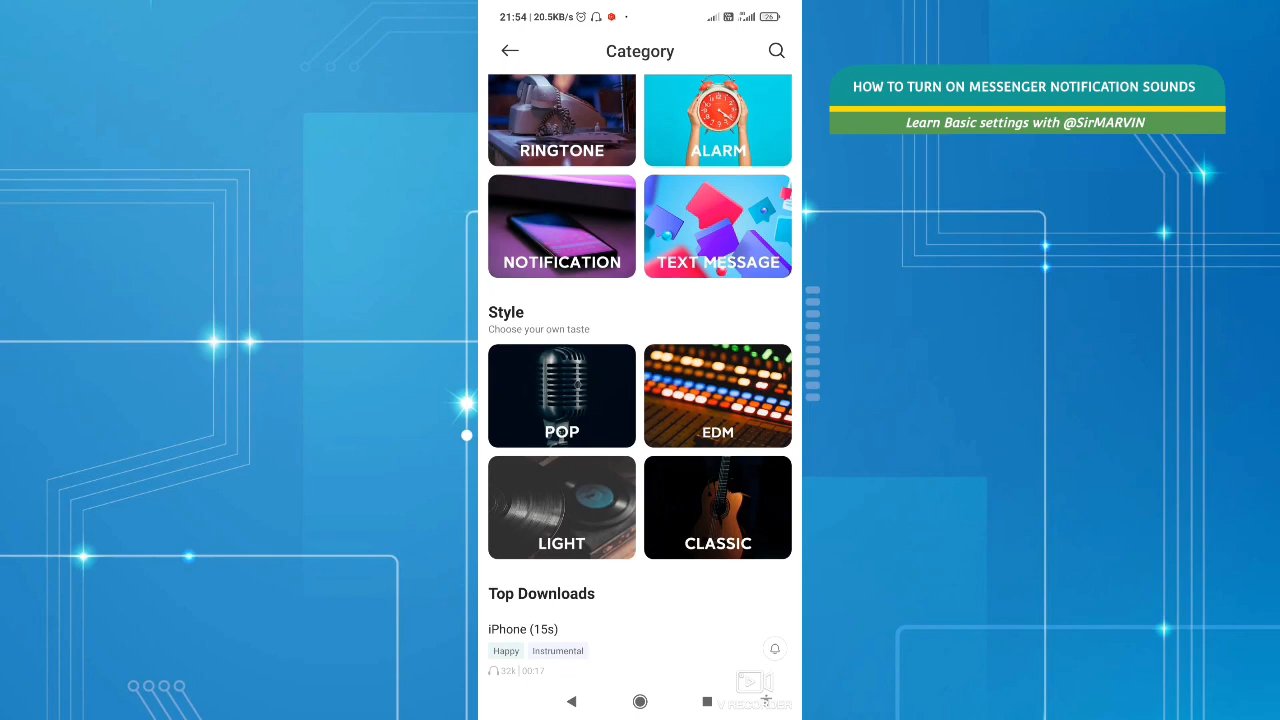 21:54 | 20.5KB/s
26
Category
HOW TO TURN ON MESSENGER NOTIFICATION SOUNDS
Learn Basic settings with @SirMARVIN
RINGTONE
ALARM
NOTIFICATION
TEXT MESSAGE
Style
Choose your own taste
POP
EDM
LIGHT
CLASSIC
Top Downloads
iPhone (15s)
Happy
Instrumental
32k | 00:17
V RECORDER